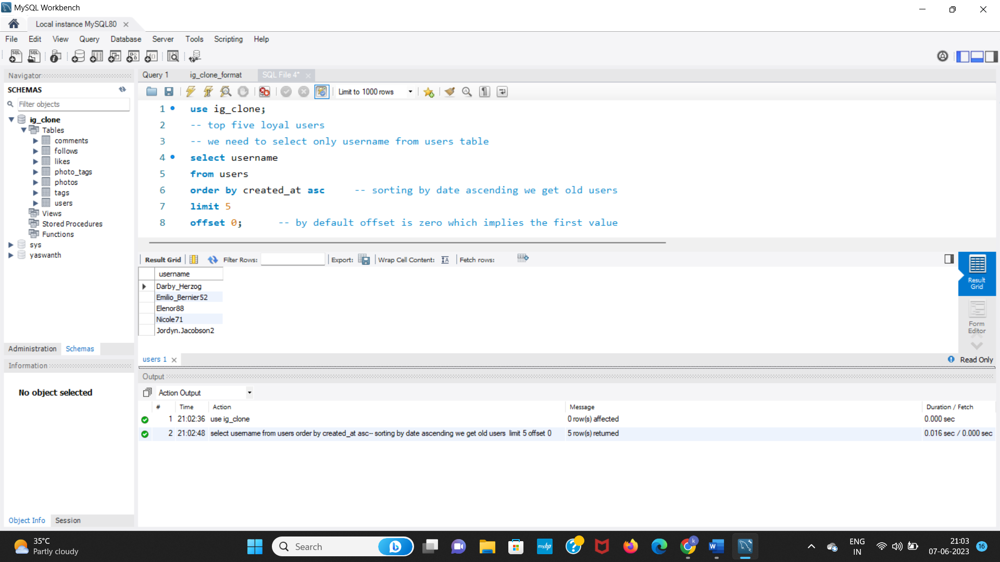 MySQL Workbench
Local instance MySQL80
File Edit View Query Database Server Tools Scripting Help
Navigator
SCHEMAS
Filter objects
ig_clone
Tables
comments
follows
likes
photo_tags
photos
tags
users
Views
Stored Procedures
Functions
sys
yaswanth
Administration Schemas
Information
No object selected
Object Info Session
Query 1 ig_clone_format SQL File 4*
Limit to 1000 rows
1 use ig_clone;
2 -- top five loyal users
3 -- we need to select only username from users table
4 select username
5 from users
6 order by created_at asc -- sorting by date ascending we get old users
7 limit 5
8 offset 0; -- by default offset is zero which implies the first value
Result Grid Filter Rows: Export: Wrap Cell Content: Fetch rows:
username
Darby_Herzog
Emilio_Bernier52
Elenor88
Nicole71
Jordyn.Jacobson2
Result
Grid
Form
Editor
users 1
Read Only
Output
Action Output
# Time Action Message Duration / Fetch
1 21:02:36 use ig_clone 0 row(s) affected 0.000 sec
2 21:02:48 select username from users order by created_at asc-- sorting by date ascending we get old users limit 5 offset 0 5 row(s) returned 0.016 sec / 0.000 sec
35°C
Partly cloudy
Search
myhp
k
W
ENG
IN
21:03
07-06-2023
16